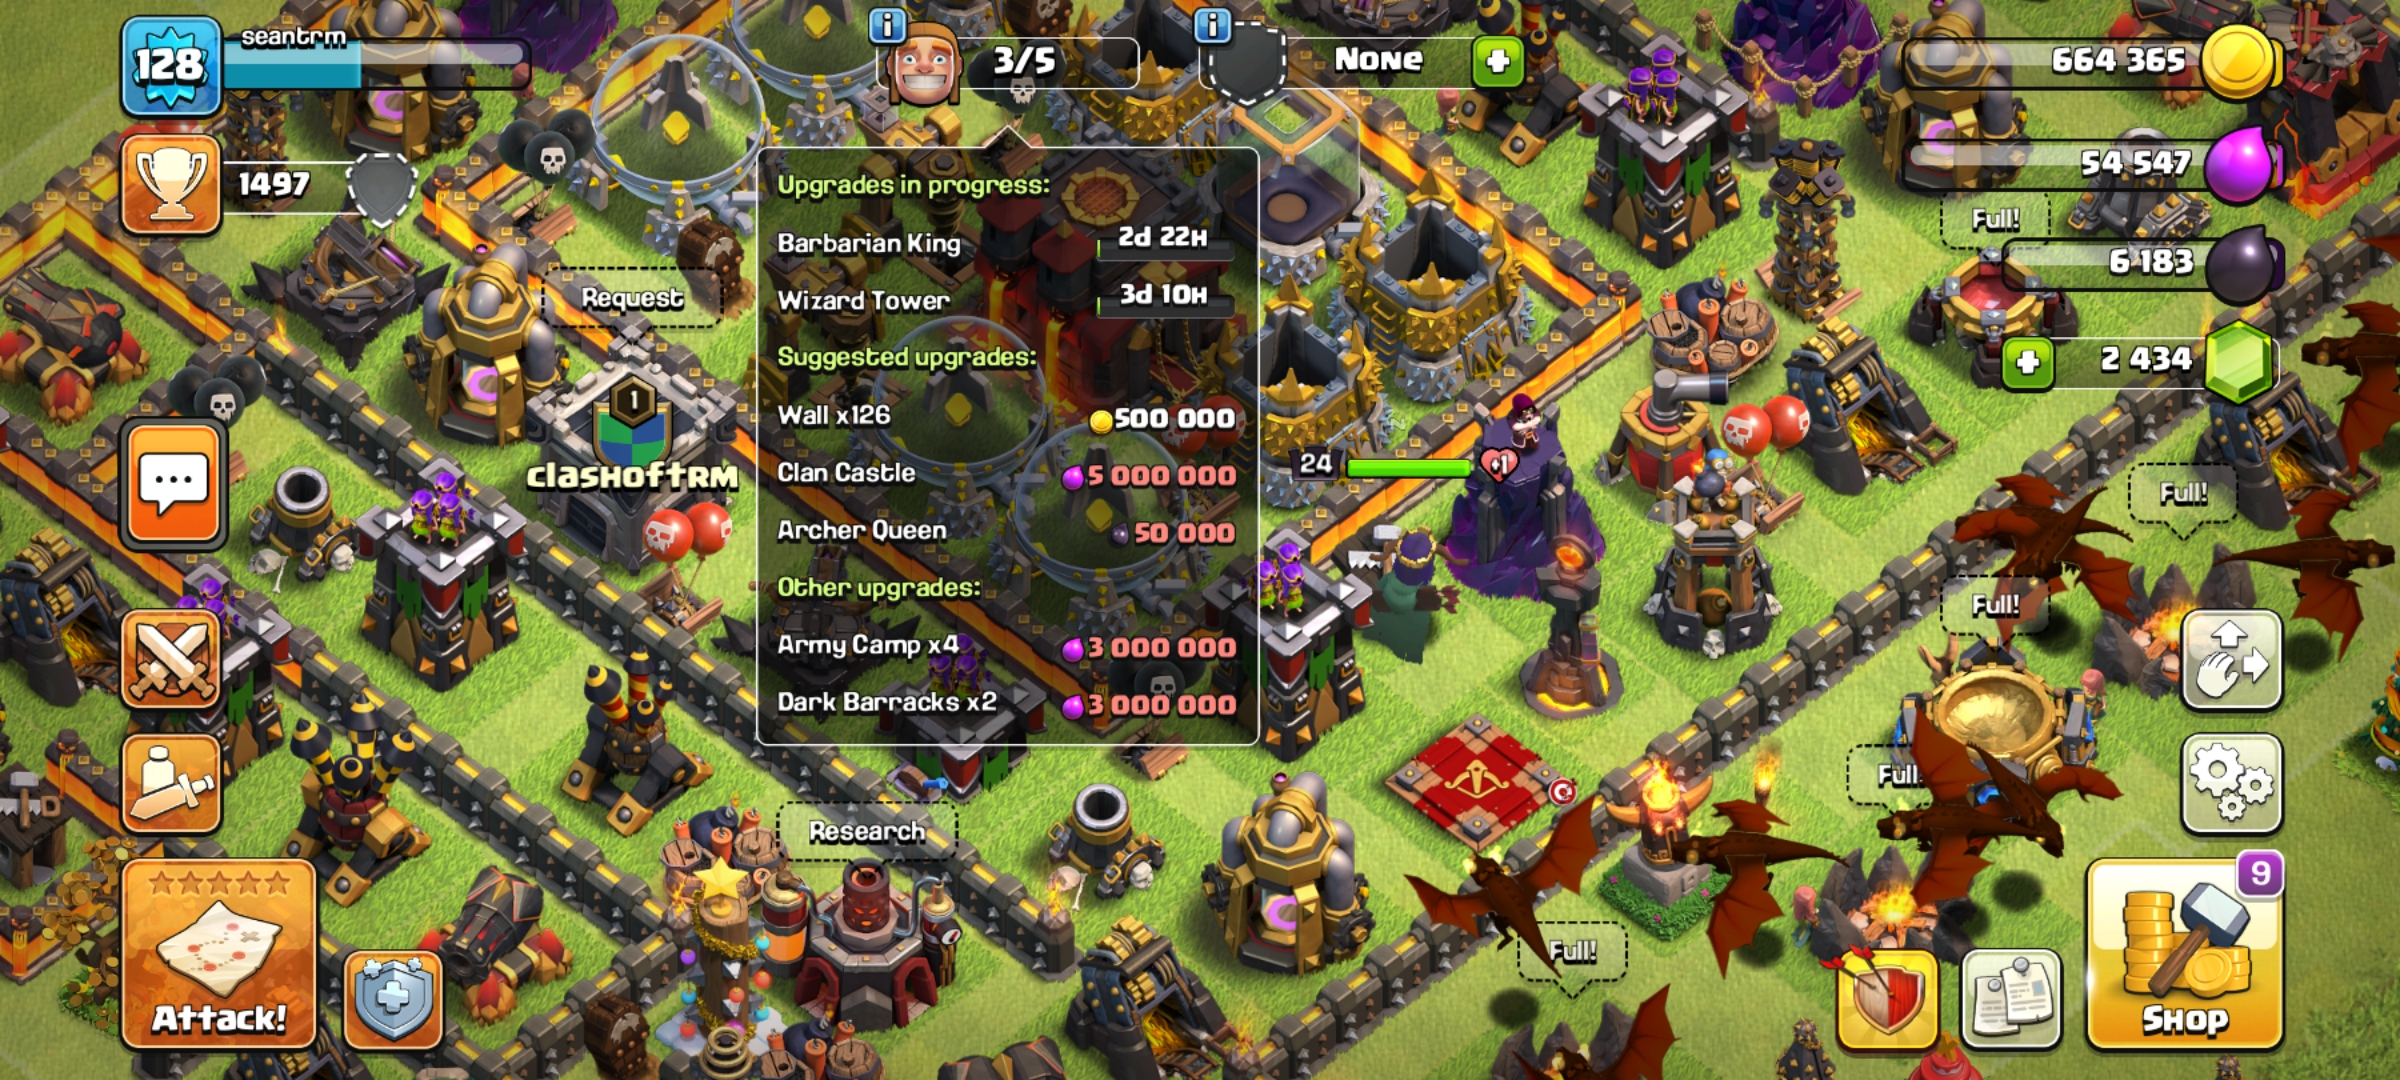 128
seantrm
3/5
None
664 365
1497
54 547
Full!
6 183
2 434
Upgrades in progress:
Barbarian King 2d 22H
Wizard Tower 3d 10H
Suggested upgrades:
Wall x126 500 000
Clan Castle 5 000 000
Archer Queen 50 000
Other upgrades:
Army Camp x4 3 000 000
Dark Barracks x2 3 000 000
Request
1
clashoftrm
24
+1
Full!
Full!
Full!
Research
Full!
Attack!
9
Shop